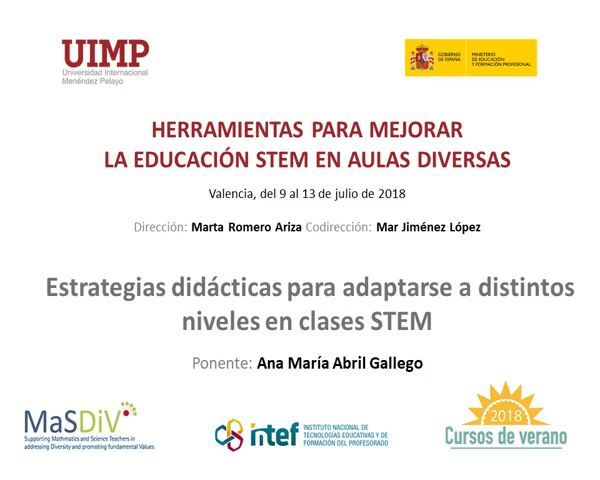 UIMP
Universidad Internacional
Menéndez Pelayo
GOBIERNO
DE ESPAÑA
MINISTERIO
DE EDUCACIÓN
Y FORMACIÓN PROFESIONAL
HERRAMIENTAS PARA MEJORAR
LA EDUCACIÓN STEM EN AULAS DIVERSAS
Valencia, del 9 al 13 de julio de 2018
Dirección: Marta Romero Ariza Codirección: Mar Jiménez López
Estrategias didácticas para adaptarse a distintos
niveles en clases STEM
Ponente: Ana María Abril Gallego
MaSDiV
Supporting Mathmatics and Science Teachers in
addressing Diversity and promoting fundamental Values
intef
INSTITUTO NACIONAL DE
TECNOLOGÍAS EDUCATIVAS Y DE
FORMACIÓN DEL PROFESORADO
2018
Cursos de verano